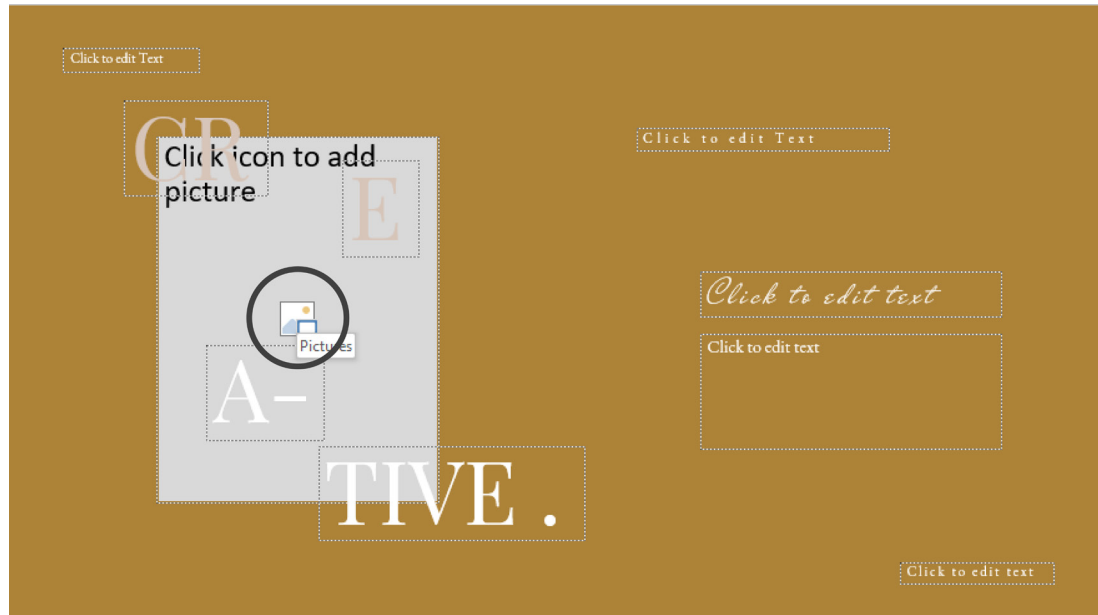 Click to edit Text
CR
Click icon to add
picture
E
Pictures
A-
TIVE .
Click to edit Text
Click to edit text
Click to edit text
Click to edit text